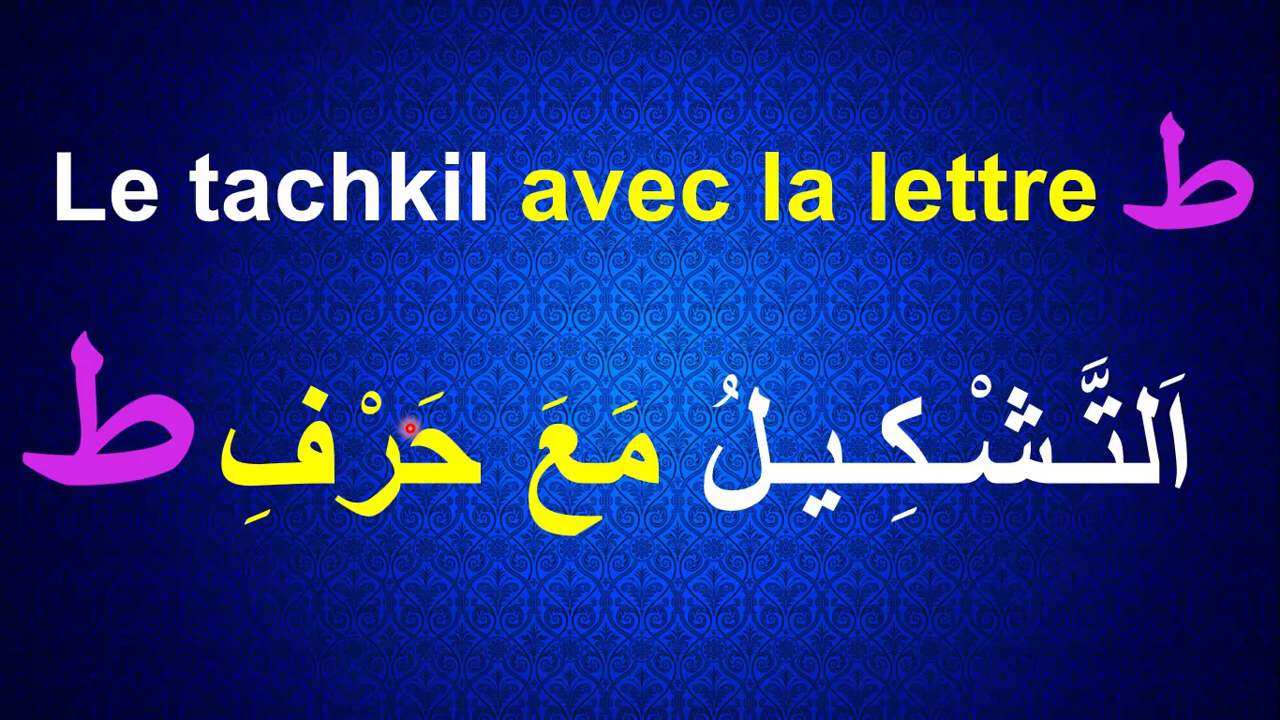 Le tachkil avec la lettre ط
اَلتَّشْكِيلُ مَعَ حَرْفِ ط